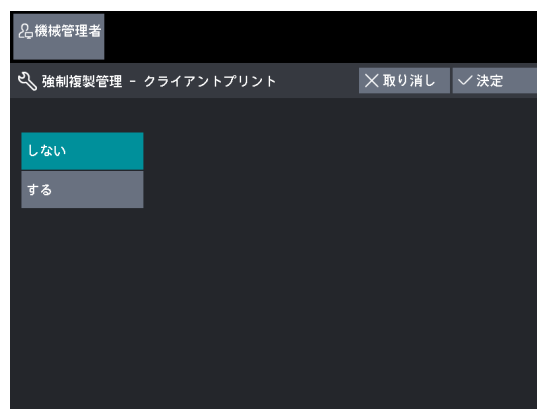 機械管理者
強制複製管理 - クライアントプリント
取り消し
決定
しない
する